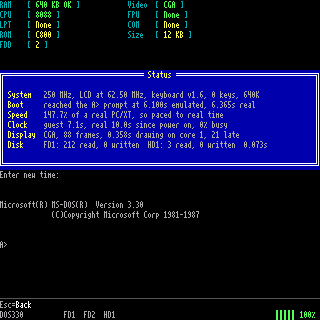 RAM [ 640 KB OK ] Video [ CGA ]
CPU [ 8088 ] FPU [ None ]
LPT [ None ] COM [ None ]
ROM [ C800 ] Size [ 12 KB ]
FDD [ 2 ]
Status
System 250 MHz, LCD at 62.50 MHz, keyboard v1.6, 0 keys, 640K
Boot reached the A> prompt at 6.100s emulated, 6.365s real
Speed 147.7% of a real PC/XT, so paced to real time
Clock guest 7.1s, real 10.0s since power on, 0% busy
Display CGA, 88 frames, 0.358s drawing on core 1, 21 late
Disk FD1: 212 read, 0 written HD1: 3 read, 0 written 0.073s
Enter new time:
Microsoft(R) MS-DOS(R) Version 3.30
(C)Copyright Microsoft Corp 1981-1987
A>
Esc=Back
DOS330 FD1 FD2 HD1 100%